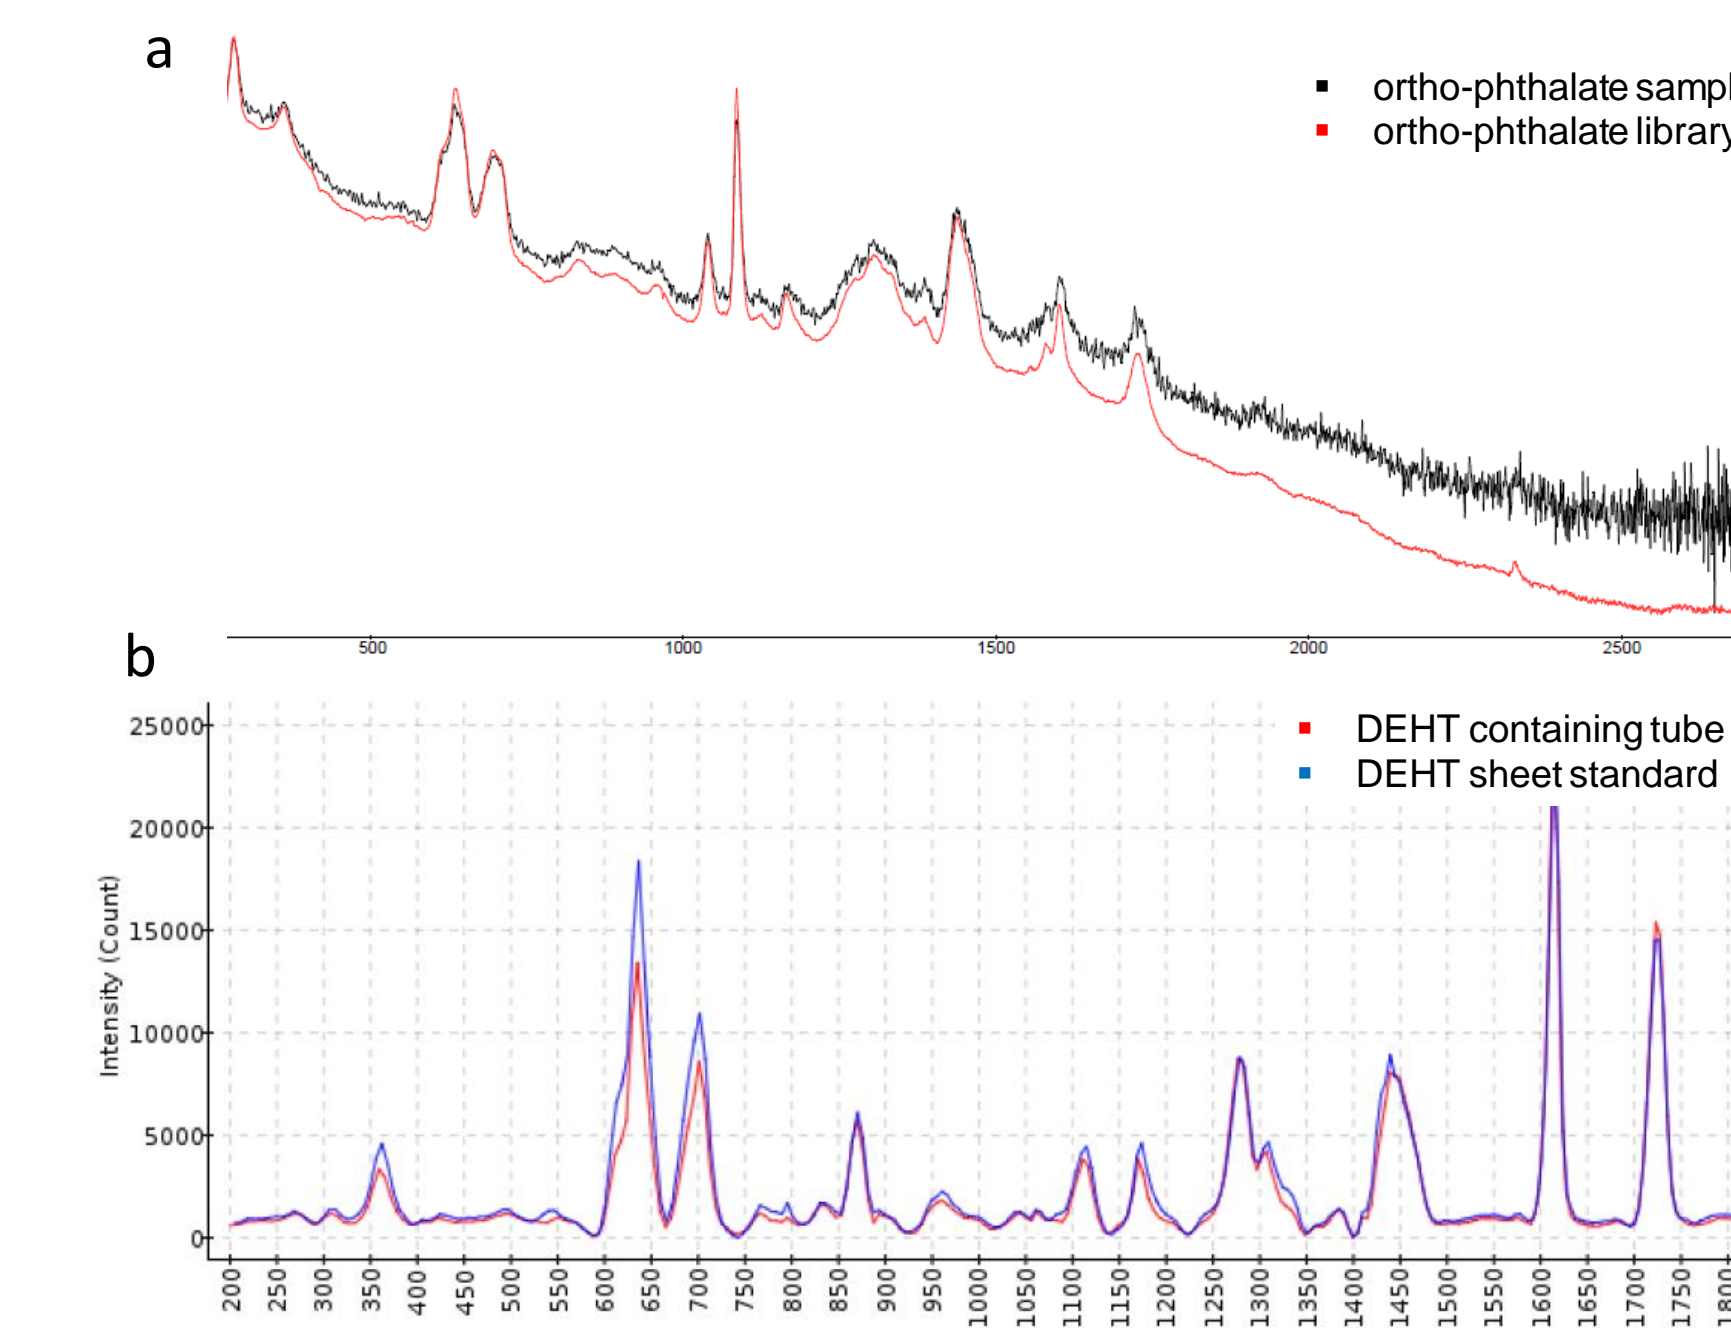 a
ortho-phthalate sampl
ortho-phthalate library
500 1000 1500 2000 2500
b
DEHT containing tube
DEHT sheet standard
25000
20000
15000
10000
5000
0
Intensity (Count)
200 250 300 350 400 450 500 550 600 650 700 750 800 850 900 950 1000 1050 1100 1150 1200 1250 1300 1350 1400 1450 1500 1550 1600 1650 1700 1750 1800